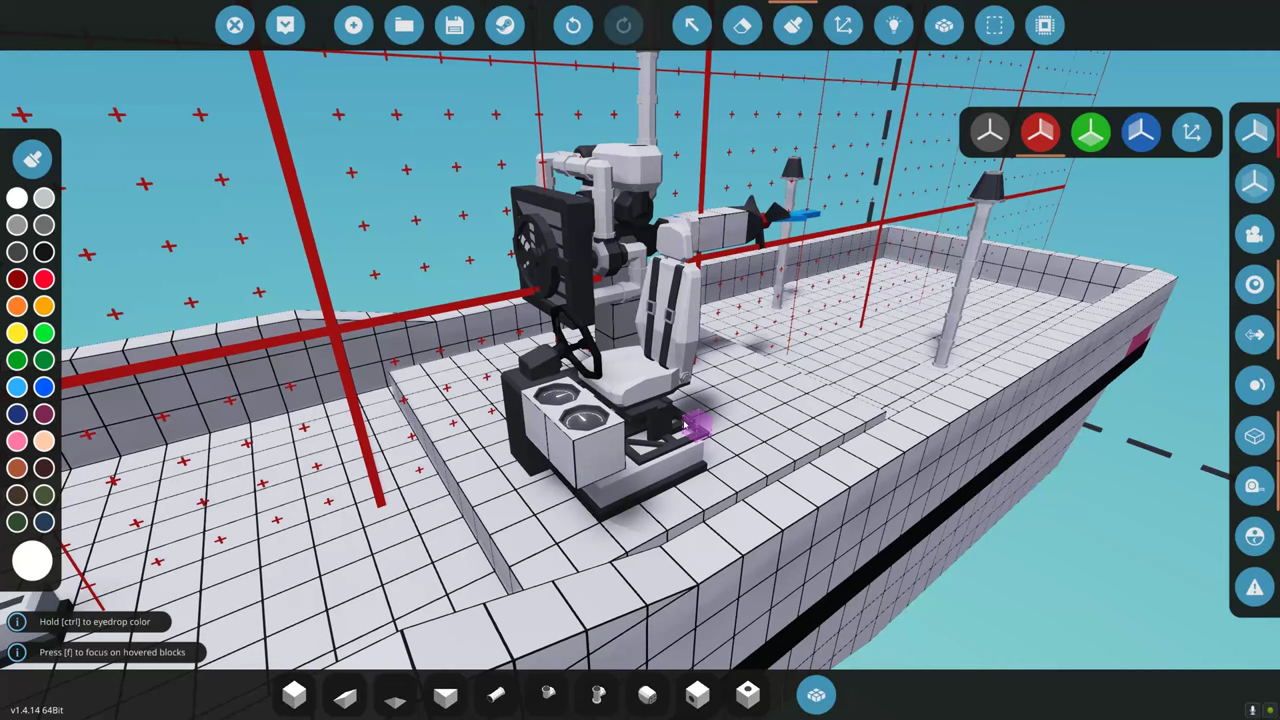 Hold [ctrl] to eyedrop color
Press [f] to focus on hovered blocks
v1.4.14 64Bit